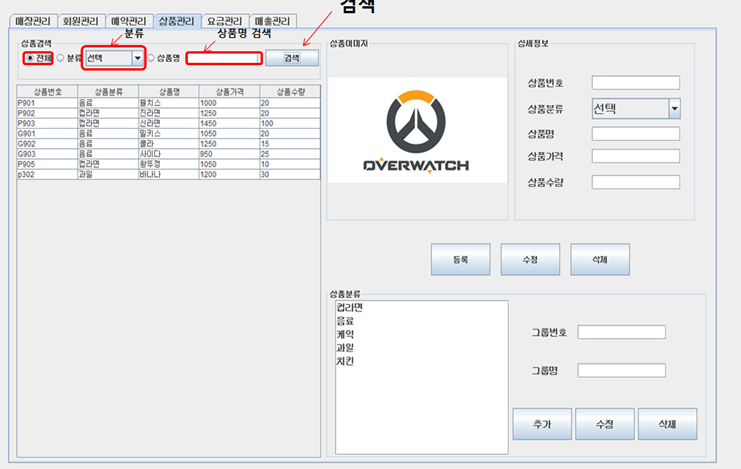 검색
매장관리 회원관리 예약관리 상품관리 요금관리 매출관리
분류 상품명 검색
상품검색
전체 분류 선택 상품명 검색
상품번호 상품분류 상품명 상품가격 상품수량
P901 음료 웰치스 1000 20
P902 컵라면 진라면 1250 20
P903 컵라면 신라면 1450 100
G901 음료 밀키스 1050 20
G902 음료 콜라 1250 15
G903 음료 사이다 950 25
P905 컵라면 왕뚜껑 1050 10
p302 과일 바나나 1200 30
상품이미지
OVERWATCH
상세정보
상품번호
상품분류 선택
상품명
상품가격
상품수량
등록 수정 삭제
상품분류
컵라면
음료
케익
과일
치킨
그룹번호
그룹명
추가 수정 삭제